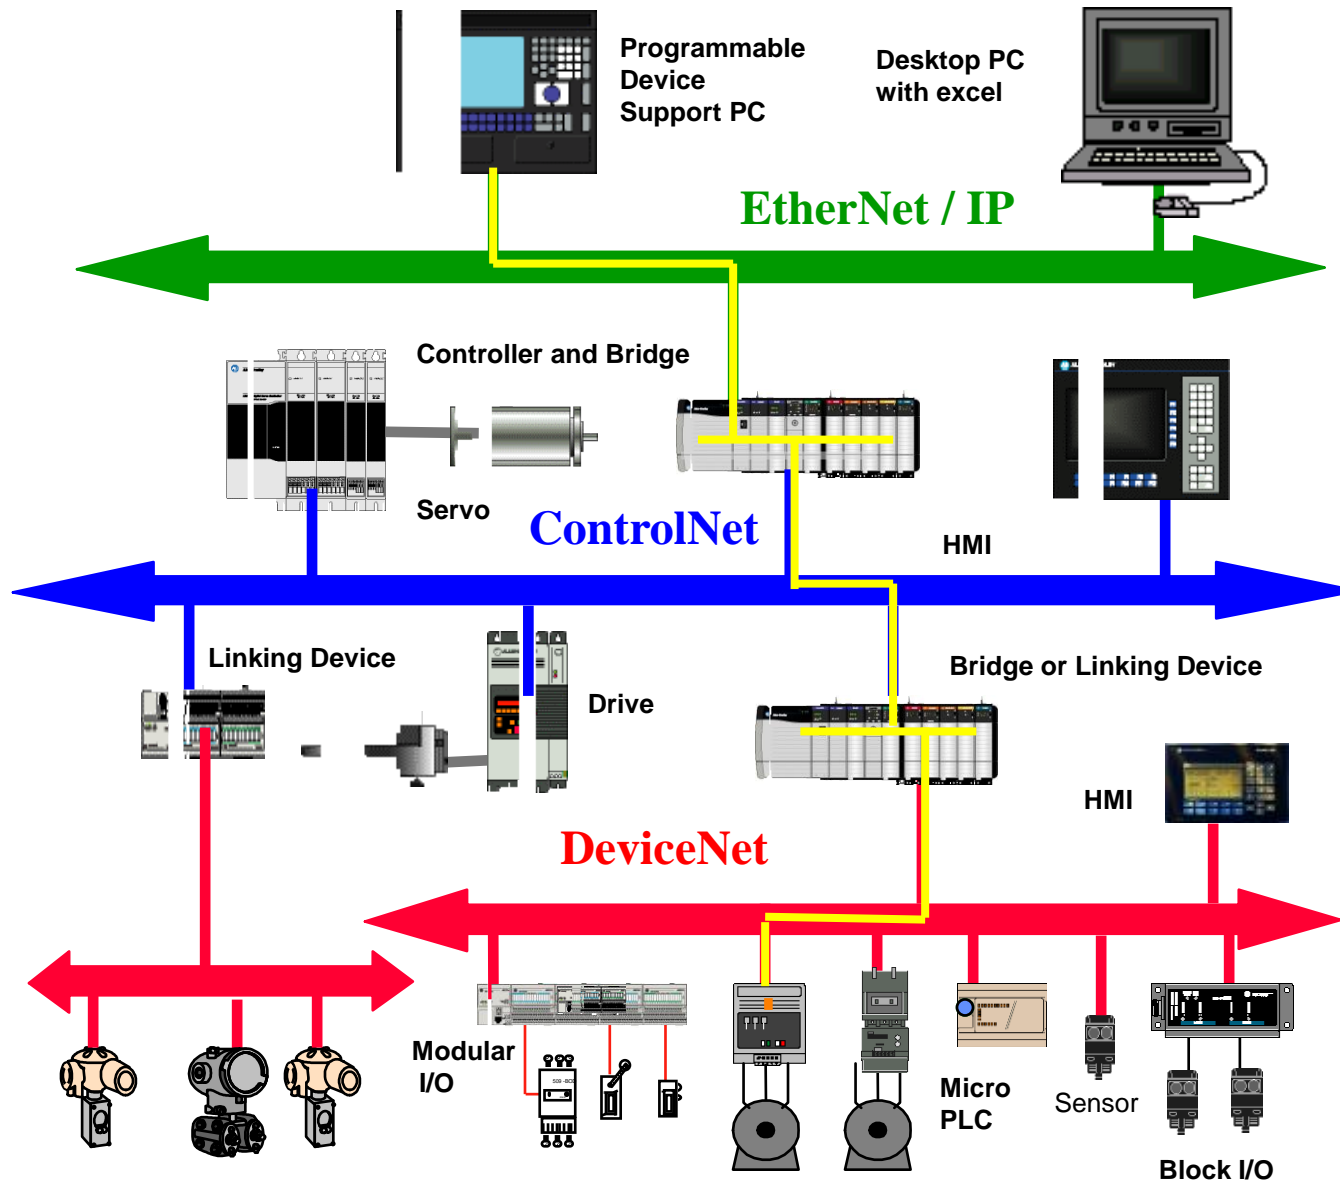 Programmable
Device
Support PC
Desktop PC
with excel
EtherNet / IP
Controller and Bridge
Servo
ControlNet
HMI
Linking Device
Drive
Bridge or Linking Device
HMI
DeviceNet
Modular
I/O
Micro
PLC
Sensor
Block I/O